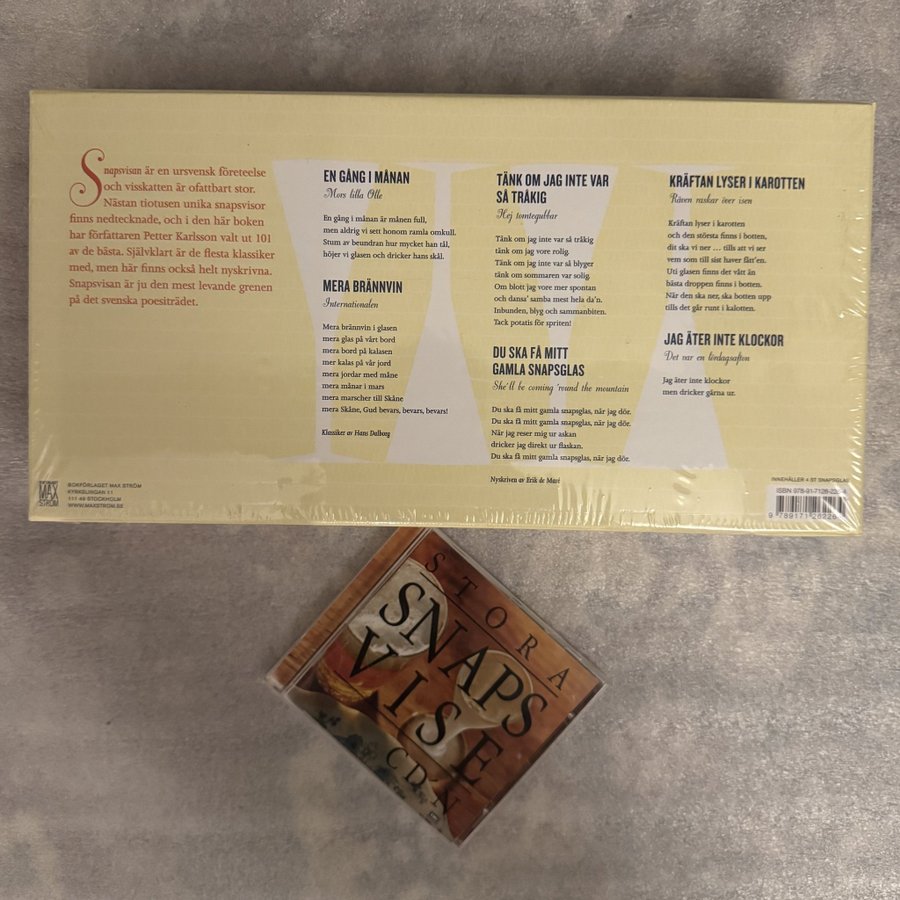 Snapsvisan är en ursvensk företeelse
och visskatten är ofattbart stor.
Nästan tiotusen unika snapsvisor
finns nedtecknade, och i den här boken
har författaren Petter Karlsson valt ut 101
av de bästa. Självklart är de flesta klassiker
med, men här finns också helt nyskrivna.
Snapsvisan är ju den mest levande grenen
på det svenska poesiträdet.
EN GÅNG I MÅNAN
Mors lilla Olle
En gång i månan är månen full,
men aldrig vi sett honom ramla omkull.
Stum av beundran hur mycket han tål,
höjer vi glasen och dricker hans skål.
MERA BRÄNNVIN
Internationalen
Mera brännvin i glasen
mera glas på vårt bord
mera bord på kalasen
mer kalas på vår jord
mera jordar med måne
mera månar i mars
mera marscher till Skåne
mera Skåne, Gud bevars, bevars, bevars!
Klassiker av Hans Dalborg
TÄNK OM JAG INTE VAR
SÅ TRÅKIG
Hej tomtegubbar
Tänk om jag inte var så tråkig
tänk om jag vore rolig.
Tänk om jag inte var så blyger
tänk om sommaren var solig.
Om blott jag vore mer spontan
och dansa' samba mest hela da'n.
Inbunden, blyg och sammanbiten.
Tack potatis för spriten!
DU SKA FÅ MITT
GAMLA SNAPSGLAS
She'll be coming 'round the mountain
Du ska få mitt gamla snapsglas, när jag dör.
Du ska få mitt gamla snapsglas, när jag dör.
När jag reser mig ur askan
dricker jag direkt ur flaskan.
Du ska få mitt gamla snapsglas, när jag dör.
Nyskriven av Erik de Maré
KRÄFTAN LYSER I KAROTTEN
Räven raskar över isen
Kräftan lyser i karotten
och den största finns i botten,
dit ska vi ner ... tills att vi ser
vem som till sist haver fått'en.
Uti glasen finns det vått än
bästa droppen finns i botten.
När den ska ner, ska botten upp
tills det går runt i kalotten.
JAG ÄTER INTE KLOCKOR
Det var en lördagsafton
Jag äter inte klockor
men dricker gärna ur.
BOKFÖRLAGET
MAX
STRÖM
BOKFÖRLAGET MAX STRÖM
KYRKSLINGAN 11
111 49 STOCKHOLM
WWW.MAXSTROM.SE
INNEHÅLLER 4 ST SNAPSGLAS
STORA
SNAPS
VISE
CD:N